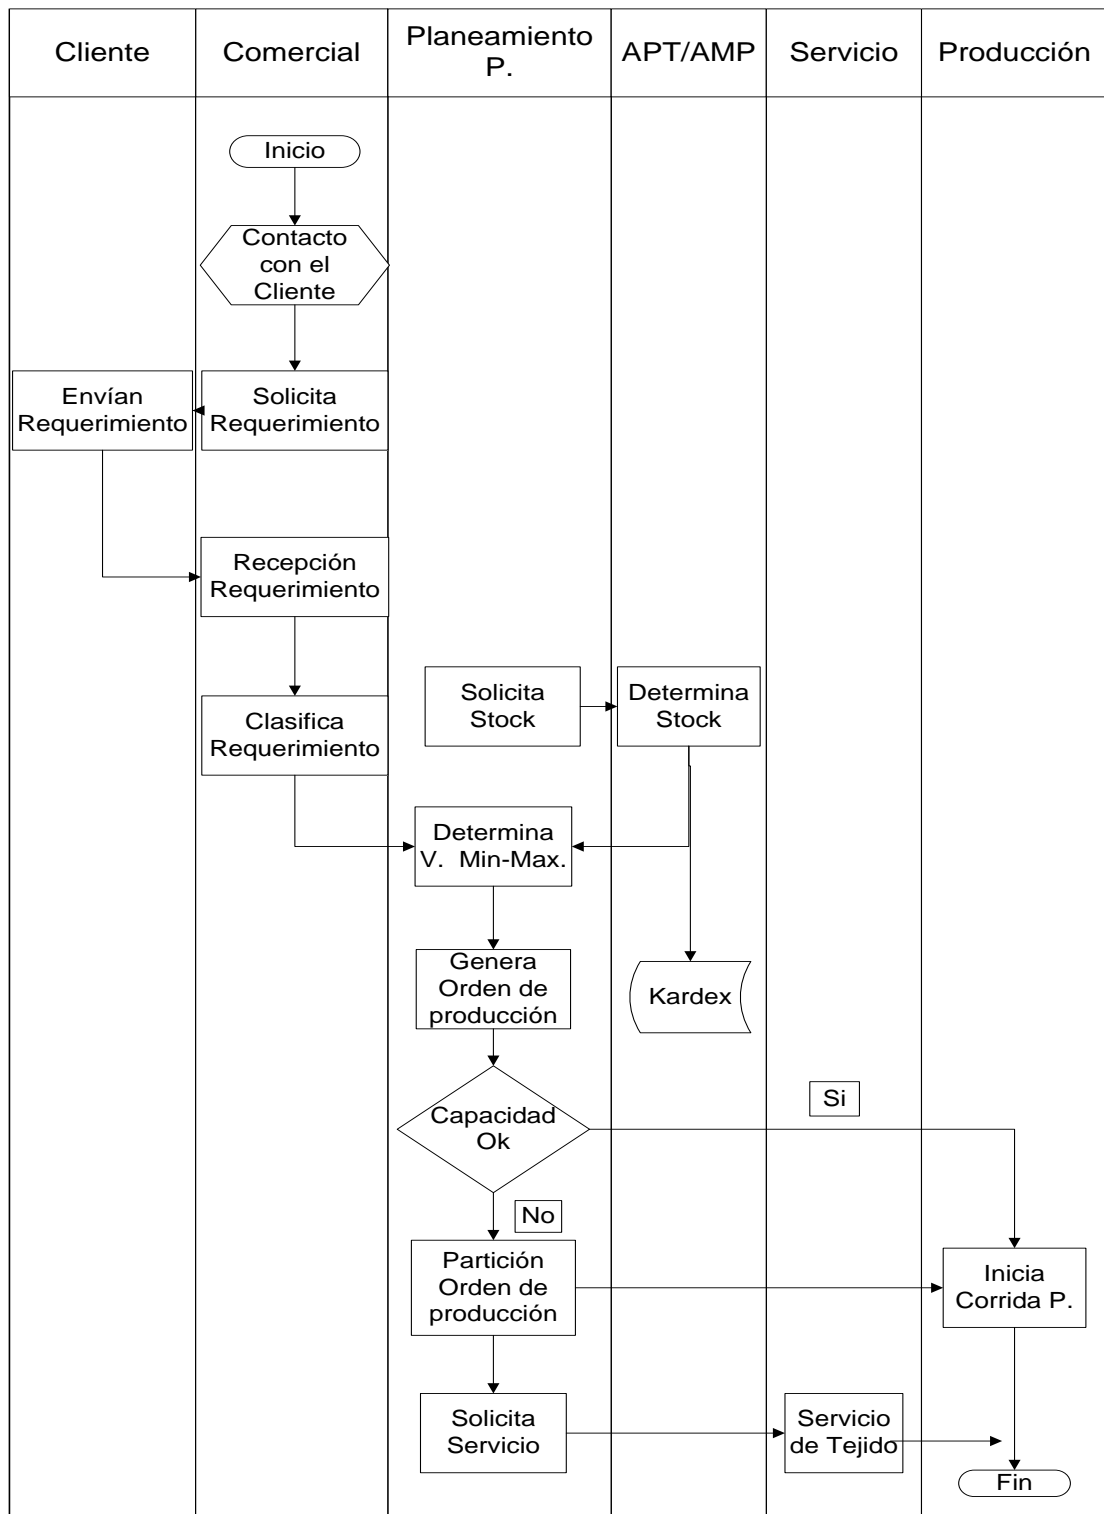 Cliente
Comercial
Planeamiento
P.
APT/AMP
Servicio
Producción
Inicio
Contacto
con el
Cliente
Envían
Requerimiento
Solicita
Requerimiento
Recepción
Requerimiento
Solicita
Stock
Determina
Stock
Clasifica
Requerimiento
Determina
V. Min-Max.
Genera
Orden de
producción
Kardex
Si
Capacidad
Ok
No
Partición
Orden de
producción
Inicia
Corrida P.
Solicita
Servicio
Servicio
de Tejido
Fin